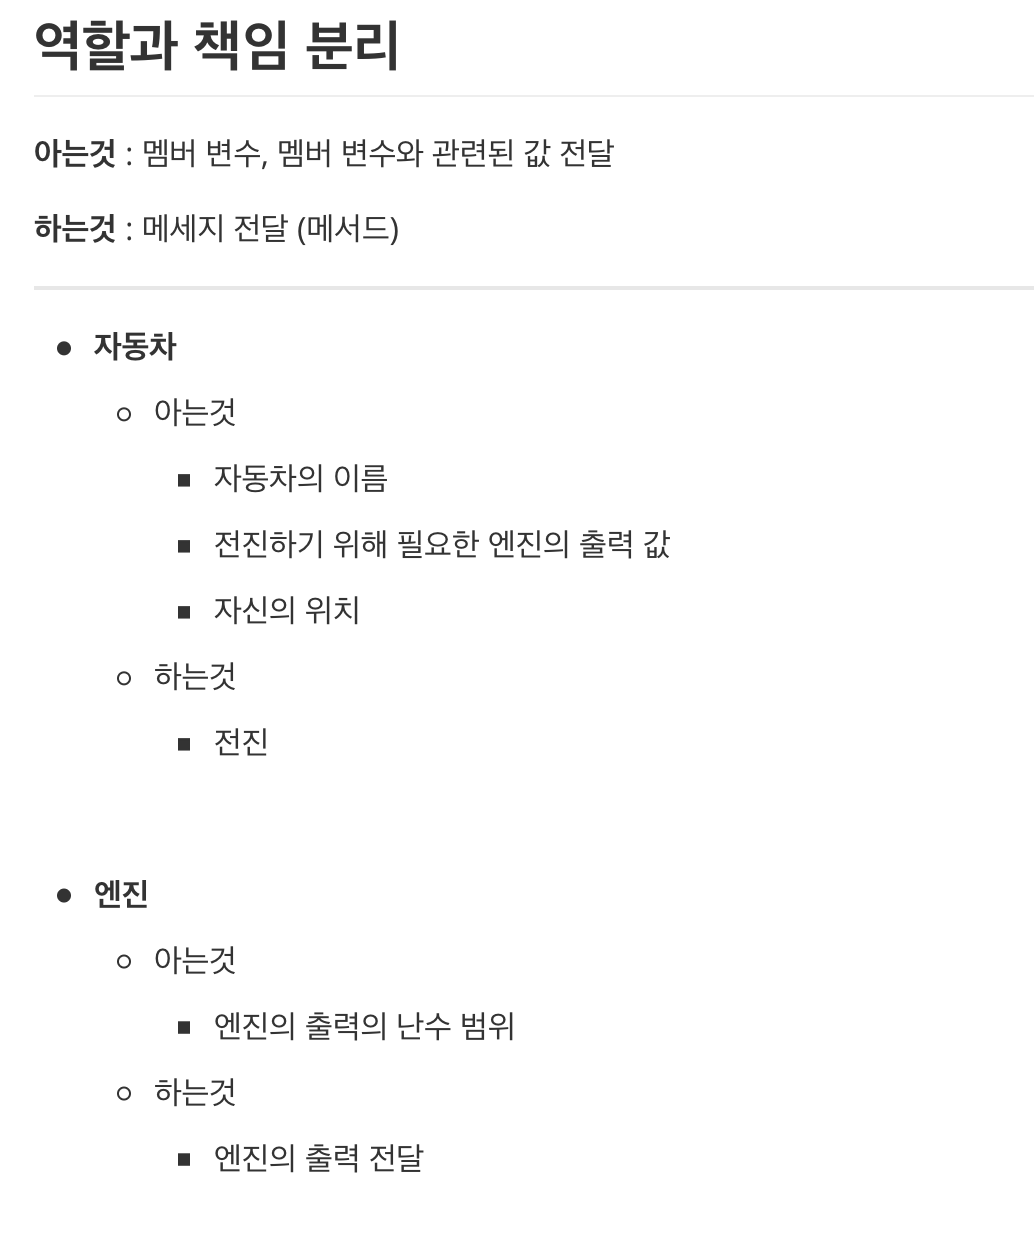 역할과 책임 분리
아는것 : 멤버 변수, 멤버 변수와 관련된 값 전달
하는것 : 메세지 전달 (메서드)
자동차
아는것
자동차의 이름
전진하기 위해 필요한 엔진의 출력 값
자신의 위치
하는것
전진
엔진
아는것
엔진의 출력의 난수 범위
하는것
엔진의 출력 전달